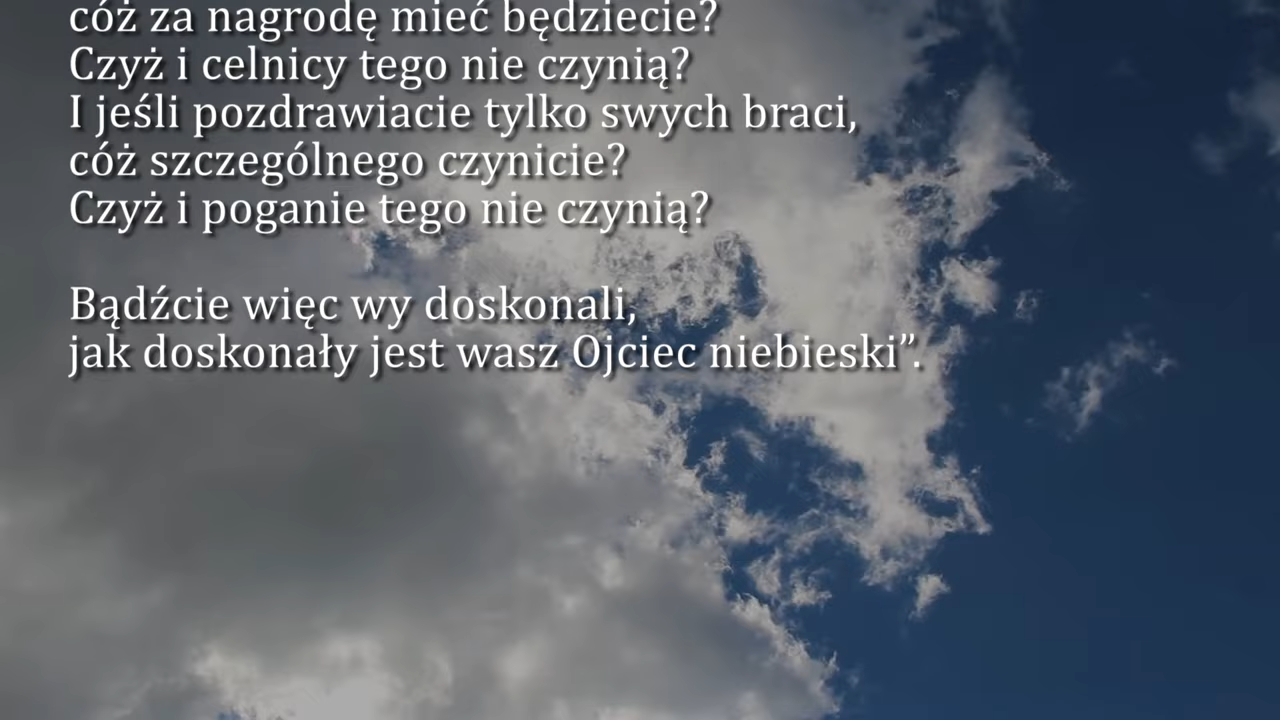 cóż za nagrodę mieć będziecie?
Czyż i celnicy tego nie czynią?
I jeśli pozdrawiacie tylko swych braci,
cóż szczególnego czynicie?
Czyż i poganie tego nie czynią?
Bądźcie więc wy doskonali,
jak doskonały jest wasz Ojciec niebieski”.